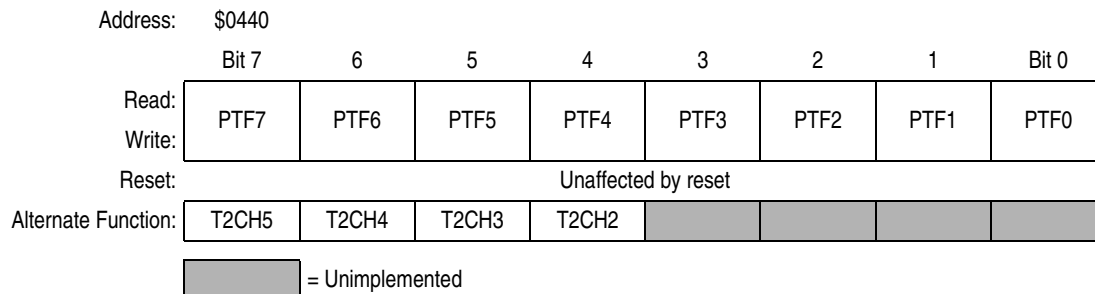 Address: $0440
Bit 7 6 5 4 3 2 1 Bit 0
Read:
PTF7 PTF6 PTF5 PTF4 PTF3 PTF2 PTF1 PTF0
Write:
Reset: Unaffected by reset
Alternate Function: T2CH5 T2CH4 T2CH3 T2CH2
= Unimplemented